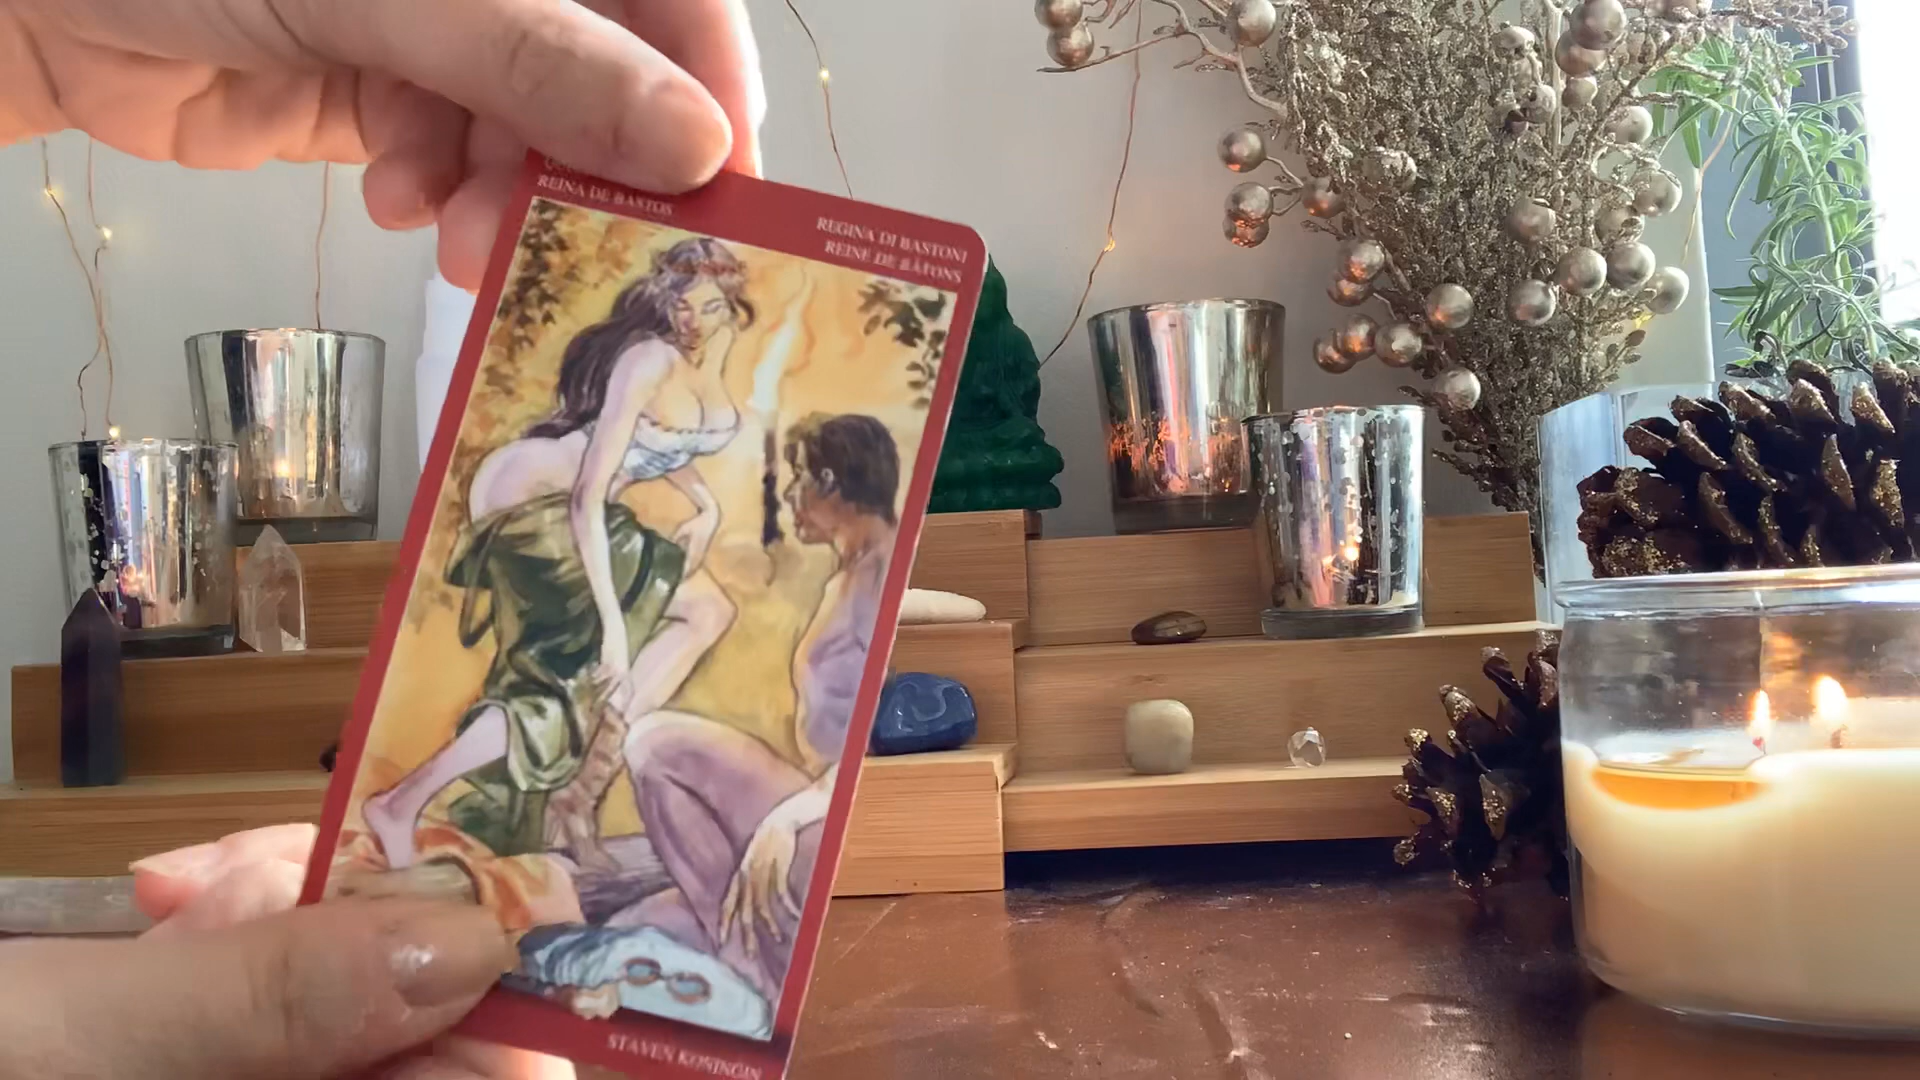 REINA DE BASTOS
REGINA DI BASTONI
REINE DE BÂTONS
STAVEN KONINGIN